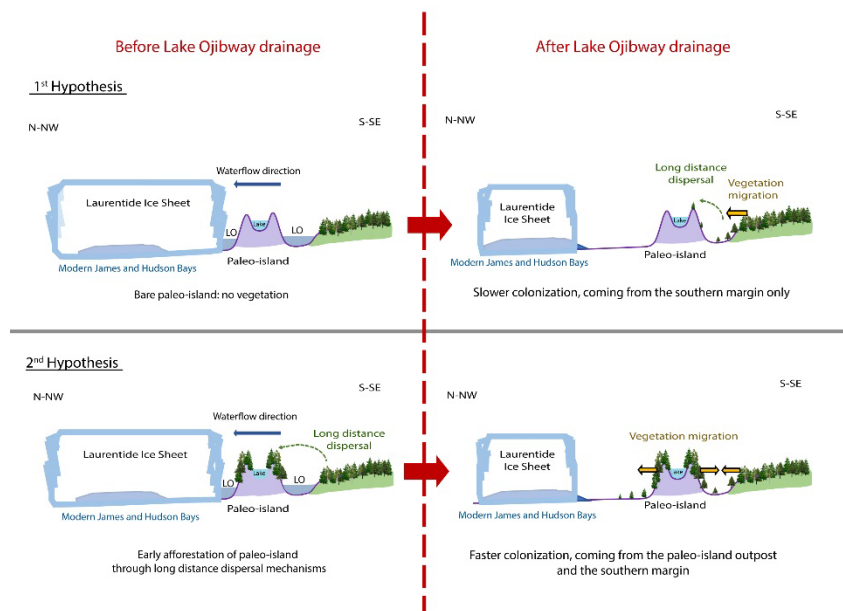 Before Lake Ojibway drainage
After Lake Ojibway drainage
1st Hypothesis
N-NW
S-SE
Waterflow direction
Laurentide Ice Sheet
Lake
LO
LO
Paleo-island
Modern James and Hudson Bays
Bare paleo-island: no vegetation
N-NW
S-SE
Long distance
dispersal
Vegetation
migration
Laurentide
Ice Sheet
Lake
Paleo-island
Modern James and Hudson Bays
Slower colonization, coming from the southern margin only
2nd Hypothesis
N-NW
S-SE
Waterflow direction
Long distance
dispersal
Laurentide Ice Sheet
Lake
LO
LO
Paleo-island
Modern James and Hudson Bays
Early afforestation of paleo-island
through long distance dispersal mechanisms
N-NW
S-SE
Vegetation migration
Laurentide
Ice Sheet
Paleo-island
Modern James and Hudson Bays
Faster colonization, coming from the paleo-island outpost
and the southern margin